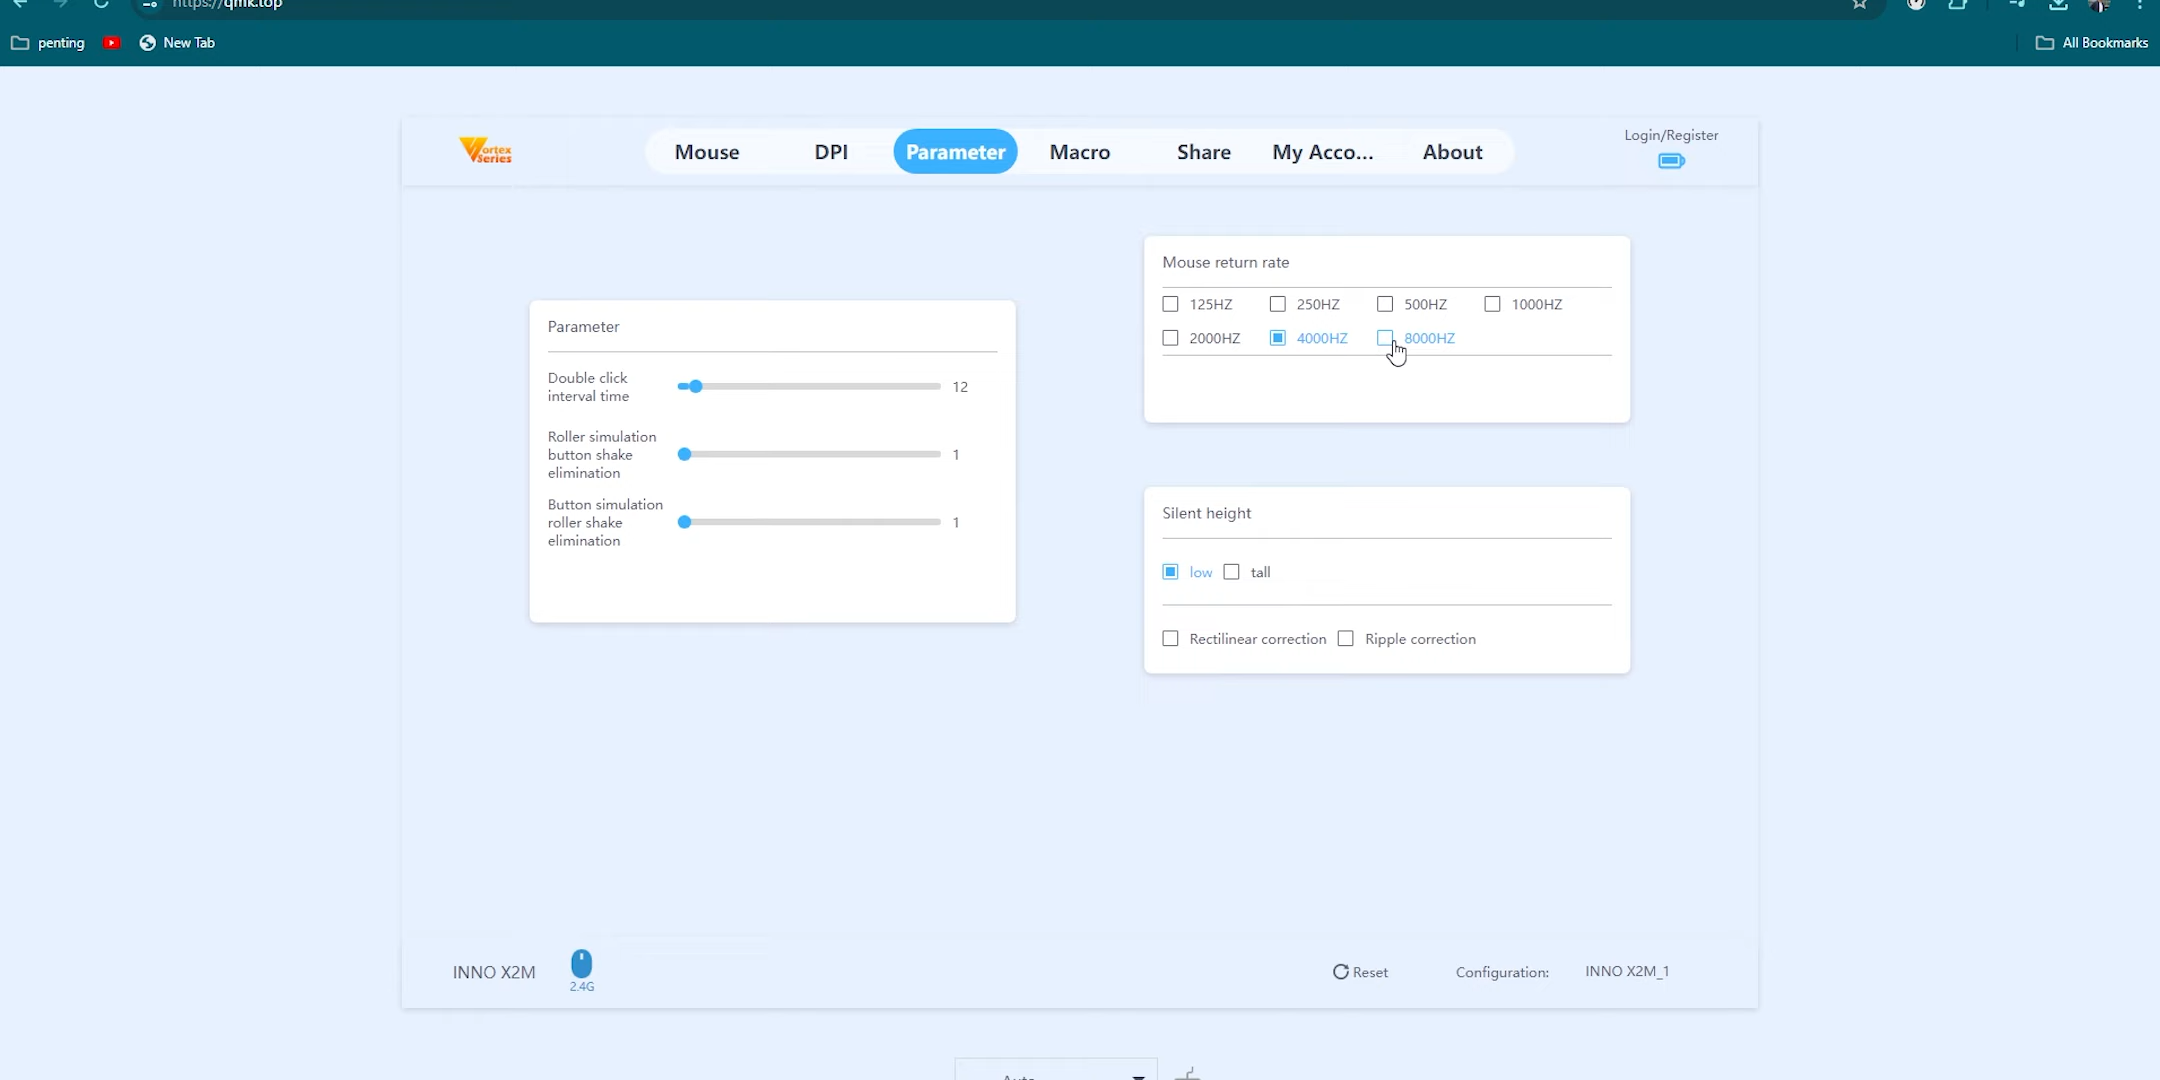 https://qmk.top
penting
New Tab
All Bookmarks
Vortex Series
Mouse
DPI
Parameter
Macro
Share
My Acco...
About
Login/Register
Mouse return rate
125HZ 250HZ 500HZ 1000HZ
2000HZ 4000HZ 8000HZ
Parameter
Double click
interval time
12
Roller simulation
button shake
elimination
1
Button simulation
roller shake
elimination
1
Silent height
low tall
Rectilinear correction Ripple correction
INNO X2M
2.4G
Reset
Configuration:
INNO X2M_1
Auto